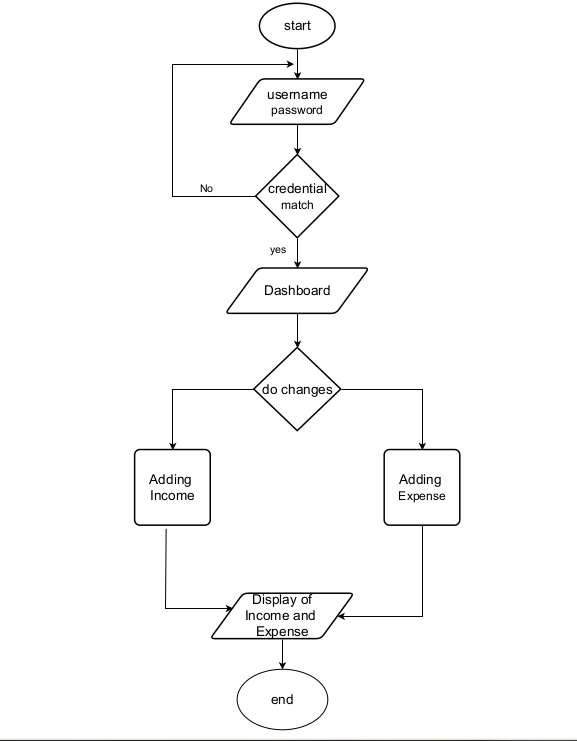 start
username
password
credential
match
No
yes
Dashboard
do changes
Adding
Income
Adding
Expense
Display of
Income and
Expense
end